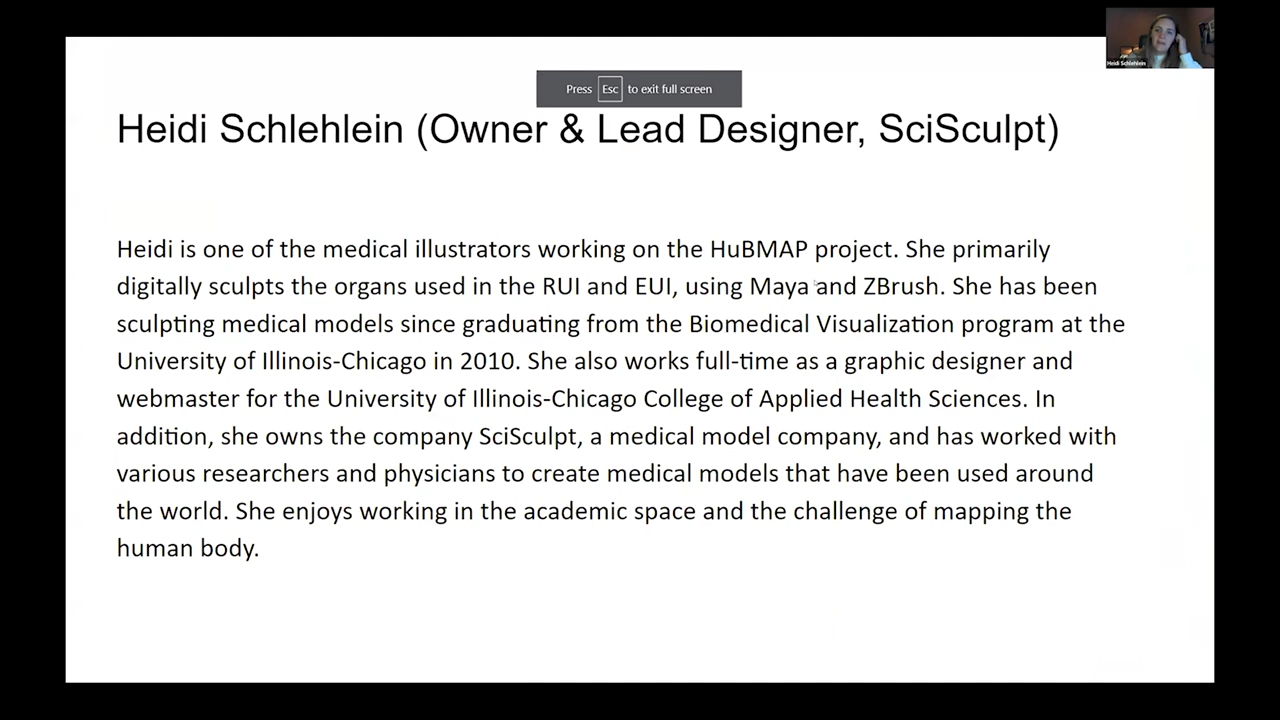 Heidi Schlehlein
Press Esc to exit full screen
Heidi Schlehlein (Owner & Lead Designer, SciSculpt)
Heidi is one of the medical illustrators working on the HuBMAP project. She primarily
digitally sculpts the organs used in the RUI and EUI, using Maya and ZBrush. She has been
sculpting medical models since graduating from the Biomedical Visualization program at the
University of Illinois-Chicago in 2010. She also works full-time as a graphic designer and
webmaster for the University of Illinois-Chicago College of Applied Health Sciences. In
addition, she owns the company SciSculpt, a medical model company, and has worked with
various researchers and physicians to create medical models that have been used around
the world. She enjoys working in the academic space and the challenge of mapping the
human body.